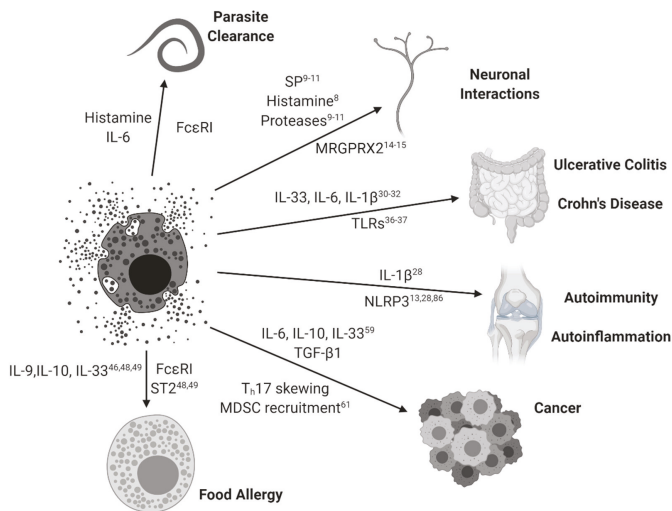 Parasite
Clearance
Histamine
IL-6
FcεRI
SP⁹⁻¹¹
Histamine⁸
Proteases⁹⁻¹¹
MRGPRX2¹⁴⁻¹⁵
Neuronal
Interactions
IL-33, IL-6, IL-1β³⁰⁻³²
TLRs³⁶⁻³⁷
Ulcerative Colitis
Crohn's Disease
IL-1β²⁸
NLRP3¹³,²⁸,⁸⁶
Autoimmunity
Autoinflammation
IL-6, IL-10, IL-33⁵⁹
TGF-β1
Tₕ17 skewing
MDSC recruitment⁶¹
Cancer
IL-9,IL-10, IL-33⁴⁶,⁴⁸,⁴⁹
FcεRI
ST2⁴⁸,⁴⁹
Food Allergy